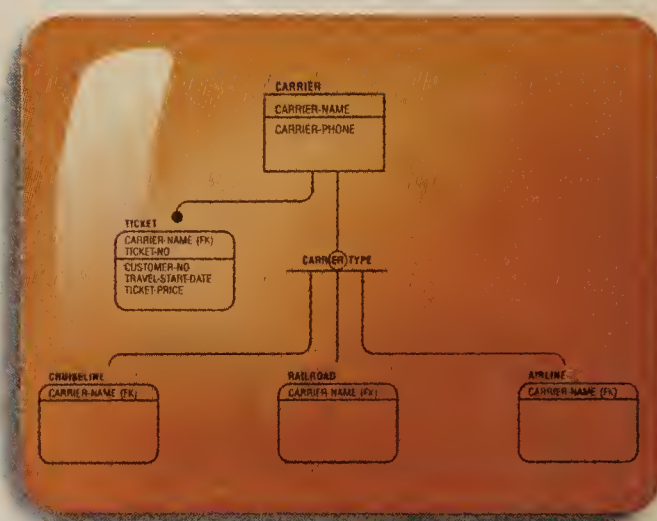 CARRIER
CARRIER-NAME
CARRIER-PHONE
TICKET
CARRIER-NAME (FK)
TICKET-NO
CUSTOMER-NO
TRAVEL-START-DATE
TICKET-PRICE
CARRIER-TYPE
CRUISELINE
CARRIER-NAME (FK)
RAILROAD
CARRIER-NAME (FK)
AIRLINE
CARRIER-NAME (FK)